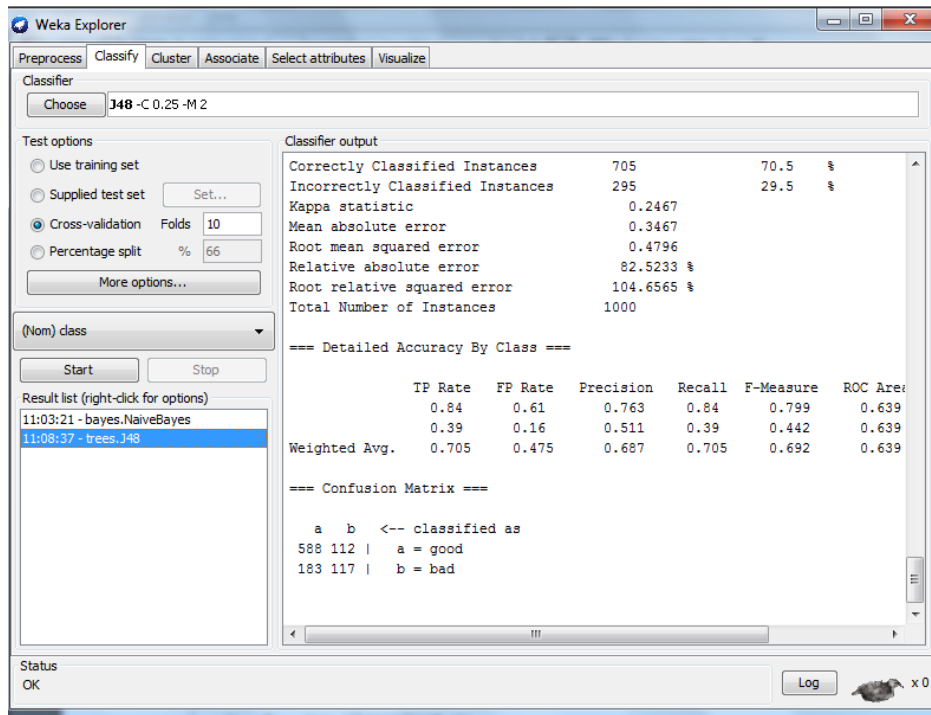 Weka Explorer
Preprocess Classify Cluster Associate Select attributes Visualize
Classifier
Choose J48 -C 0.25 -M 2
Test options
Use training set
Supplied test set Set...
Cross-validation Folds 10
Percentage split % 66
More options...
(Nom) class
Start Stop
Result list (right-click for options)
11:03:21 - bayes.NaiveBayes
11:08:37 - trees.J48
Classifier output
Correctly Classified Instances 705 70.5 %
Incorrectly Classified Instances 295 29.5 %
Kappa statistic 0.2467
Mean absolute error 0.3467
Root mean squared error 0.4796
Relative absolute error 82.5233 %
Root relative squared error 104.6565 %
Total Number of Instances 1000
=== Detailed Accuracy By Class ===
TP Rate FP Rate Precision Recall F-Measure ROC Area
0.84 0.61 0.763 0.84 0.799 0.639
0.39 0.16 0.511 0.39 0.442 0.639
Weighted Avg. 0.705 0.475 0.687 0.705 0.692 0.639
=== Confusion Matrix ===
a b <-- classified as
588 112 | a = good
183 117 | b = bad
Status
OK
Log x 0